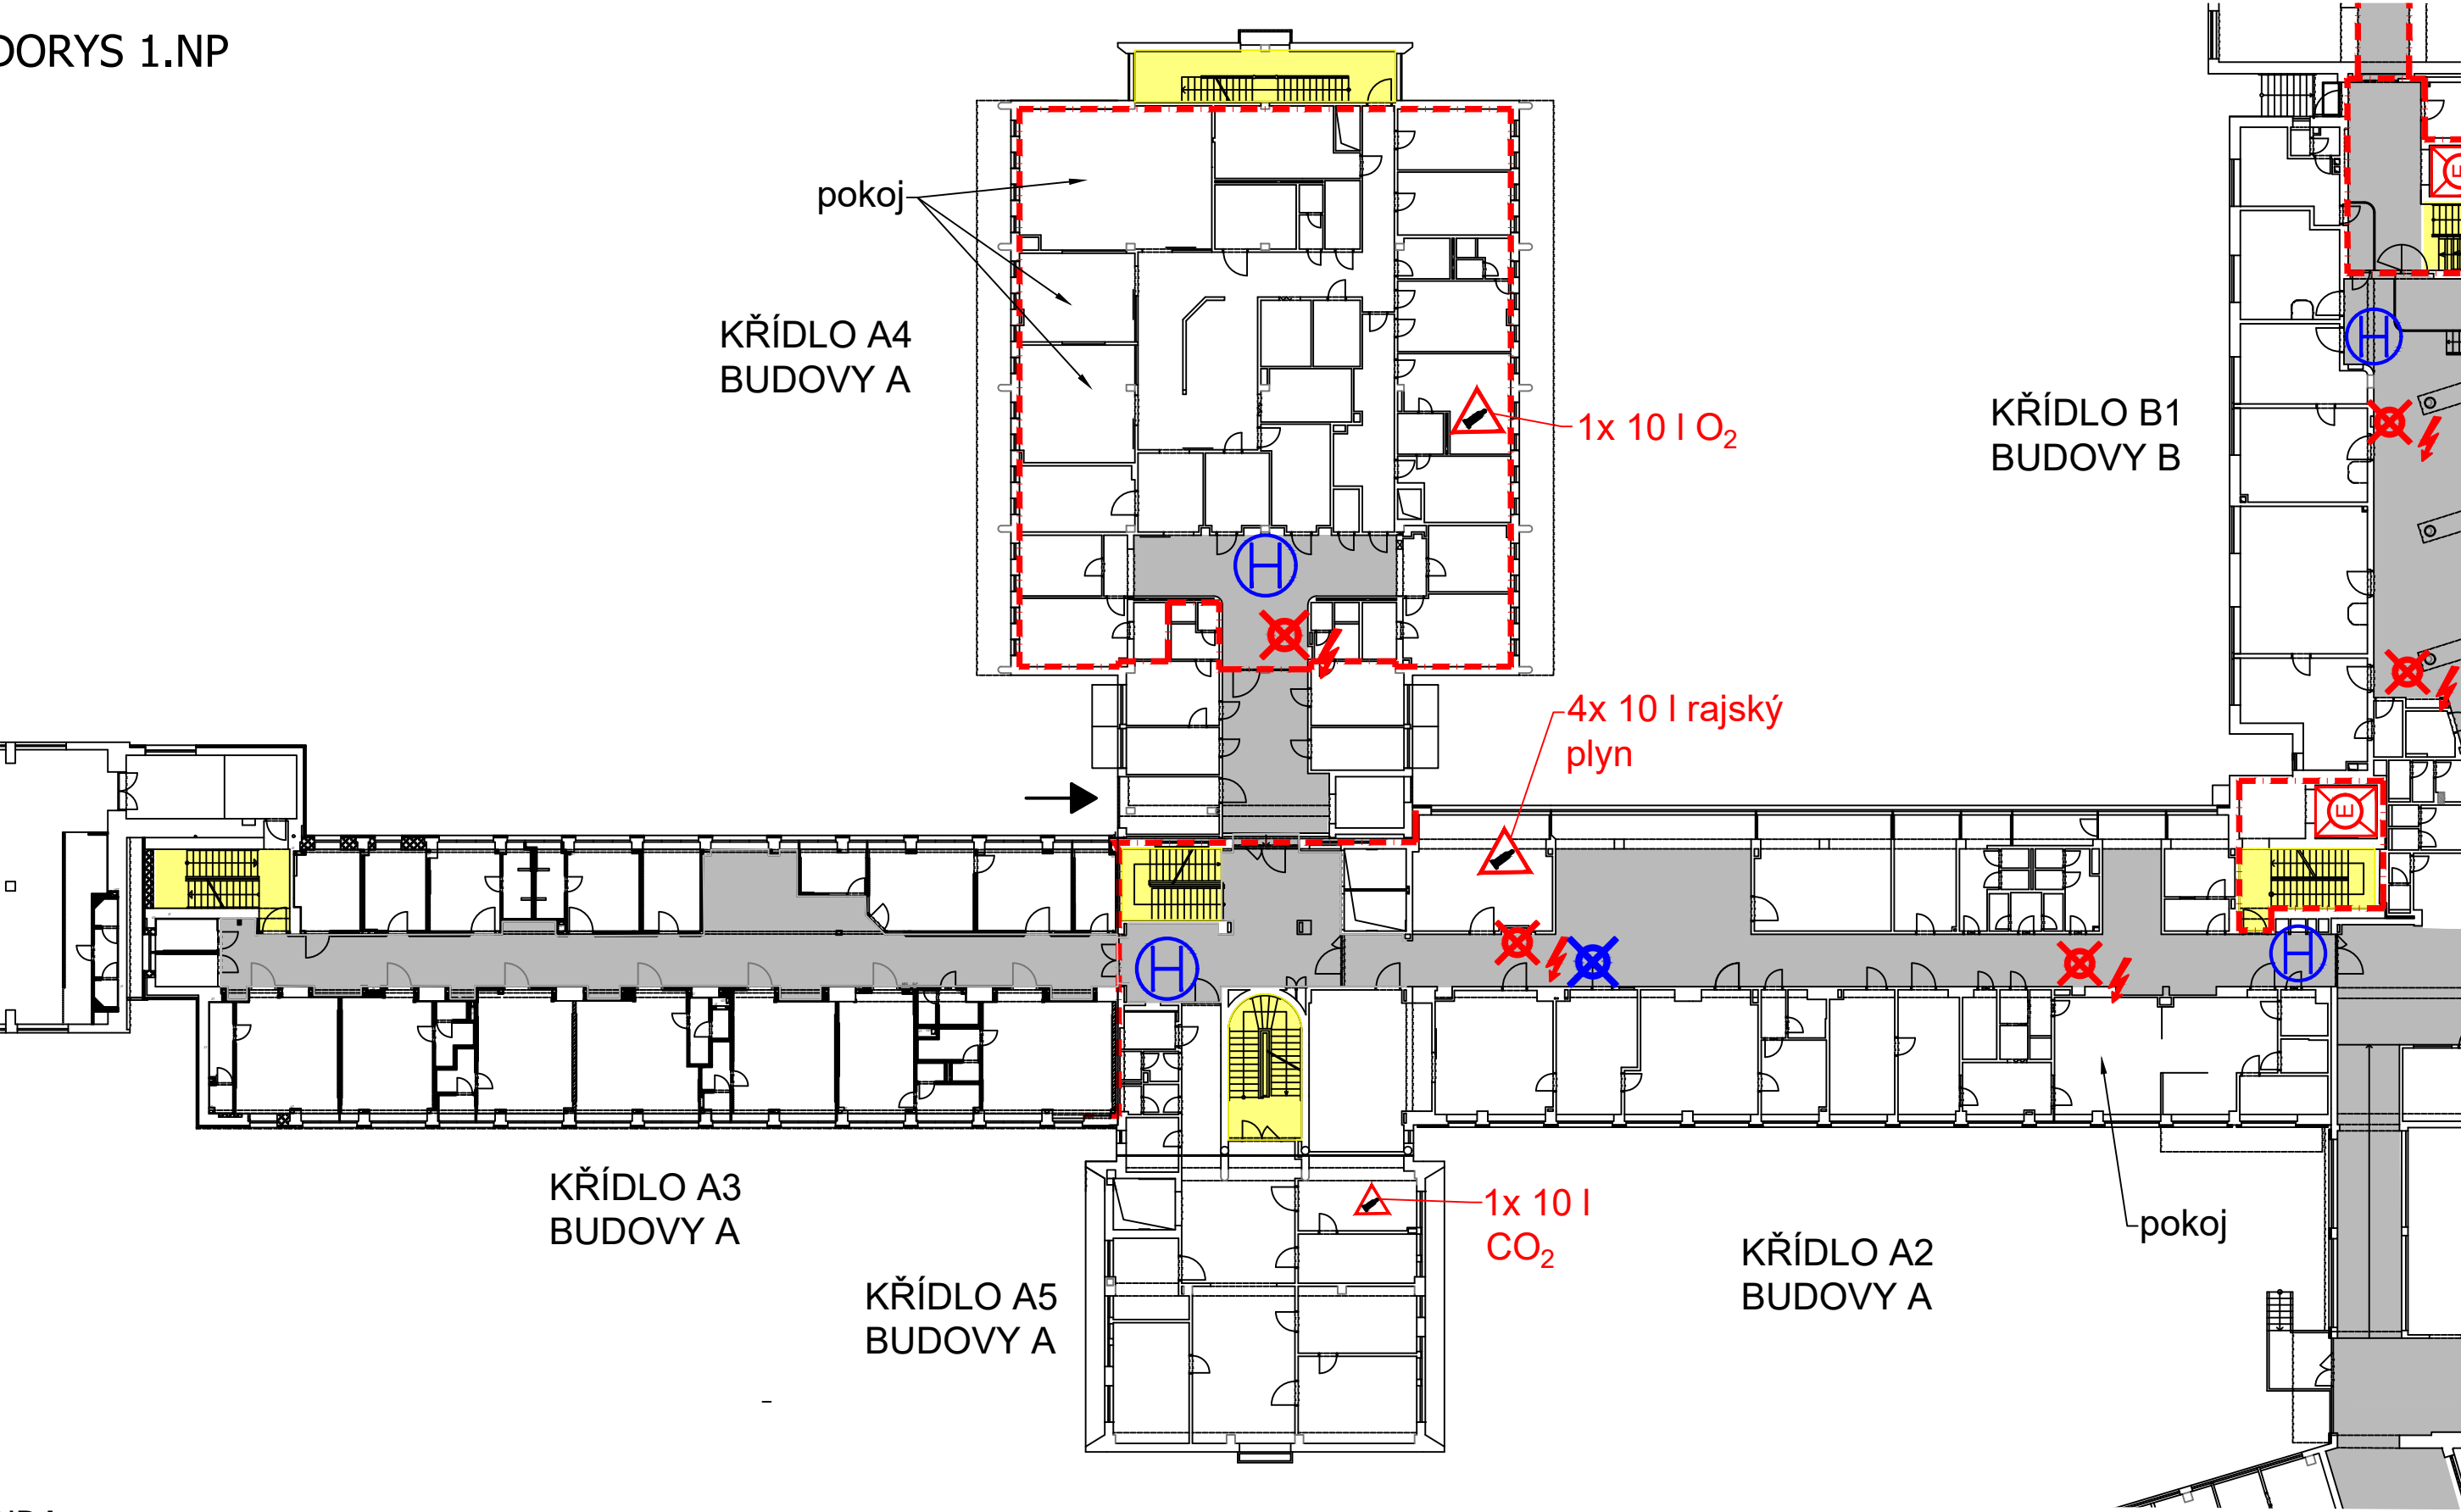 DORYS 1.NP
pokoj
KŘÍDLO A4
BUDOVY A
1x 10 l O₂
KŘÍDLO B1
BUDOVY B
E
H
H
4x 10 l rajský
plyn
E
H
H
KŘÍDLO A3
BUDOVY A
1x 10 l
CO₂
pokoj
KŘÍDLO A2
BUDOVY A
KŘÍDLO A5
BUDOVY A